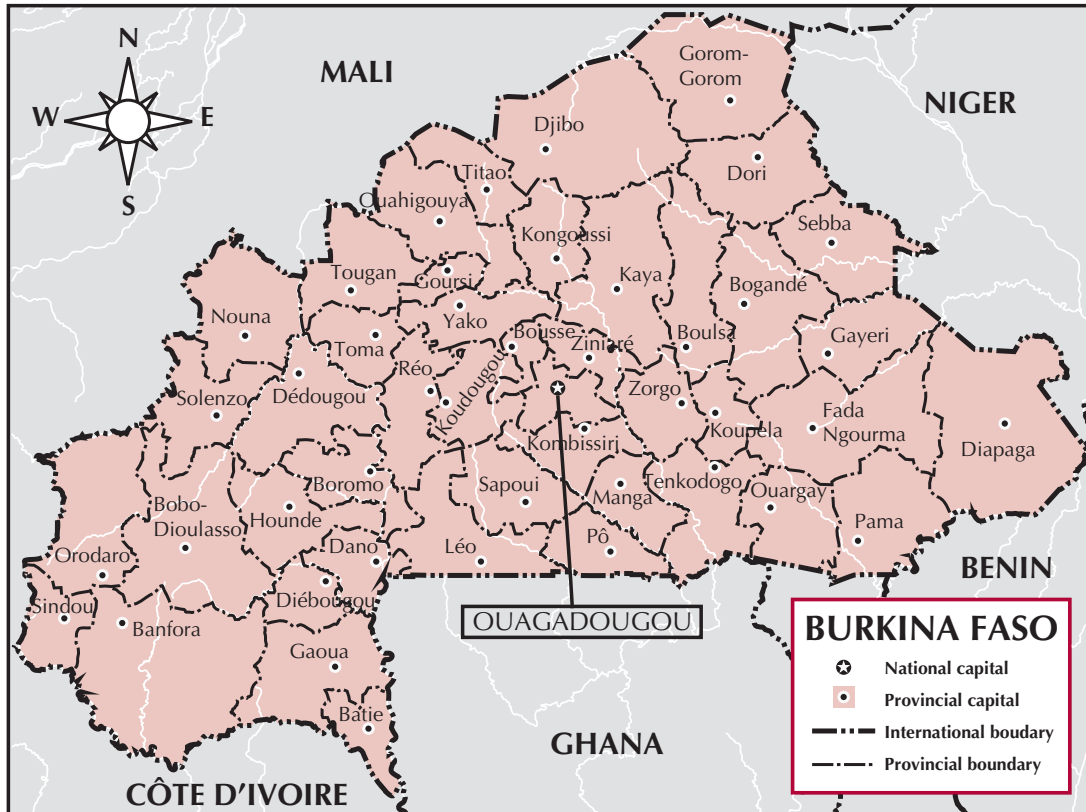 N
W
E
S
MALI
NIGER
Gorom-
Gorom
Djibo
Dori
Titao
Ouahigouya
Sebba
Kongoussi
Tougan
Goursi
Kaya
Bogandé
Nouna
Yako
Bousse
Boulsa
Gayeri
Toma
Ziniaré
Réo
Koudougou
Solenzo
Dédougou
Zorgo
Fada
Ngourma
Koupela
Kombissiri
Diapaga
Boromo
Sapoui
Manga
Tenkodogo
Ouargay
Bobo-
Dioulasso
Hounde
Pama
Orodaro
Dano
Léo
Pô
BENIN
Sindou
Diébougou
Banfora
OUAGADOUGOU
Gaoua
Batie
GHANA
CÔTE D'IVOIRE
BURKINA FASO
National capital
Provincial capital
International boudary
Provincial boundary